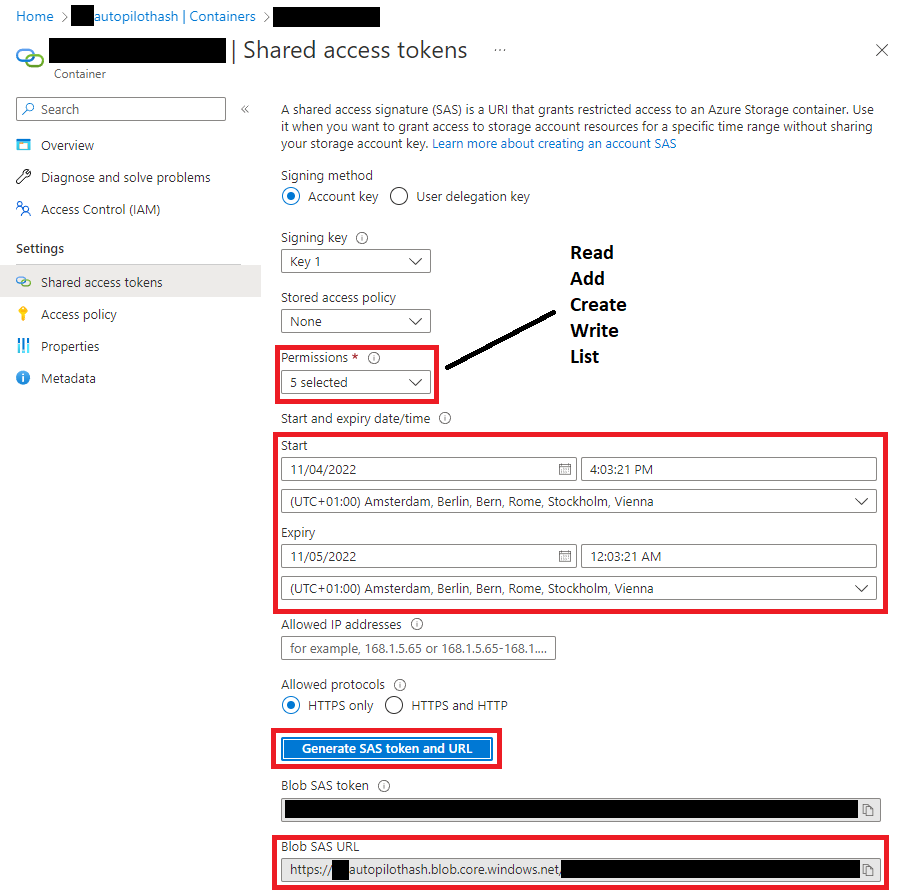 Home > autopilothash | Containers >
| Shared access tokens ...
Container
Search
«
Overview
Diagnose and solve problems
Access Control (IAM)
Settings
Shared access tokens
Access policy
Properties
Metadata
A shared access signature (SAS) is a URI that grants restricted access to an Azure Storage container. Use
it when you want to grant access to storage account resources for a specific time range without sharing
your storage account key. Learn more about creating an account SAS
Signing method
Account key User delegation key
Signing key
Key 1
Stored access policy
None
Permissions *
5 selected
Read
Add
Create
Write
List
Start and expiry date/time
Start
11/04/2022 4:03:21 PM
(UTC+01:00) Amsterdam, Berlin, Bern, Rome, Stockholm, Vienna
Expiry
11/05/2022 12:03:21 AM
(UTC+01:00) Amsterdam, Berlin, Bern, Rome, Stockholm, Vienna
Allowed IP addresses
for example, 168.1.5.65 or 168.1.5.65-168.1....
Allowed protocols
HTTPS only HTTPS and HTTP
Generate SAS token and URL
Blob SAS token
Blob SAS URL
https:// autopilothash.blob.core.windows.net/